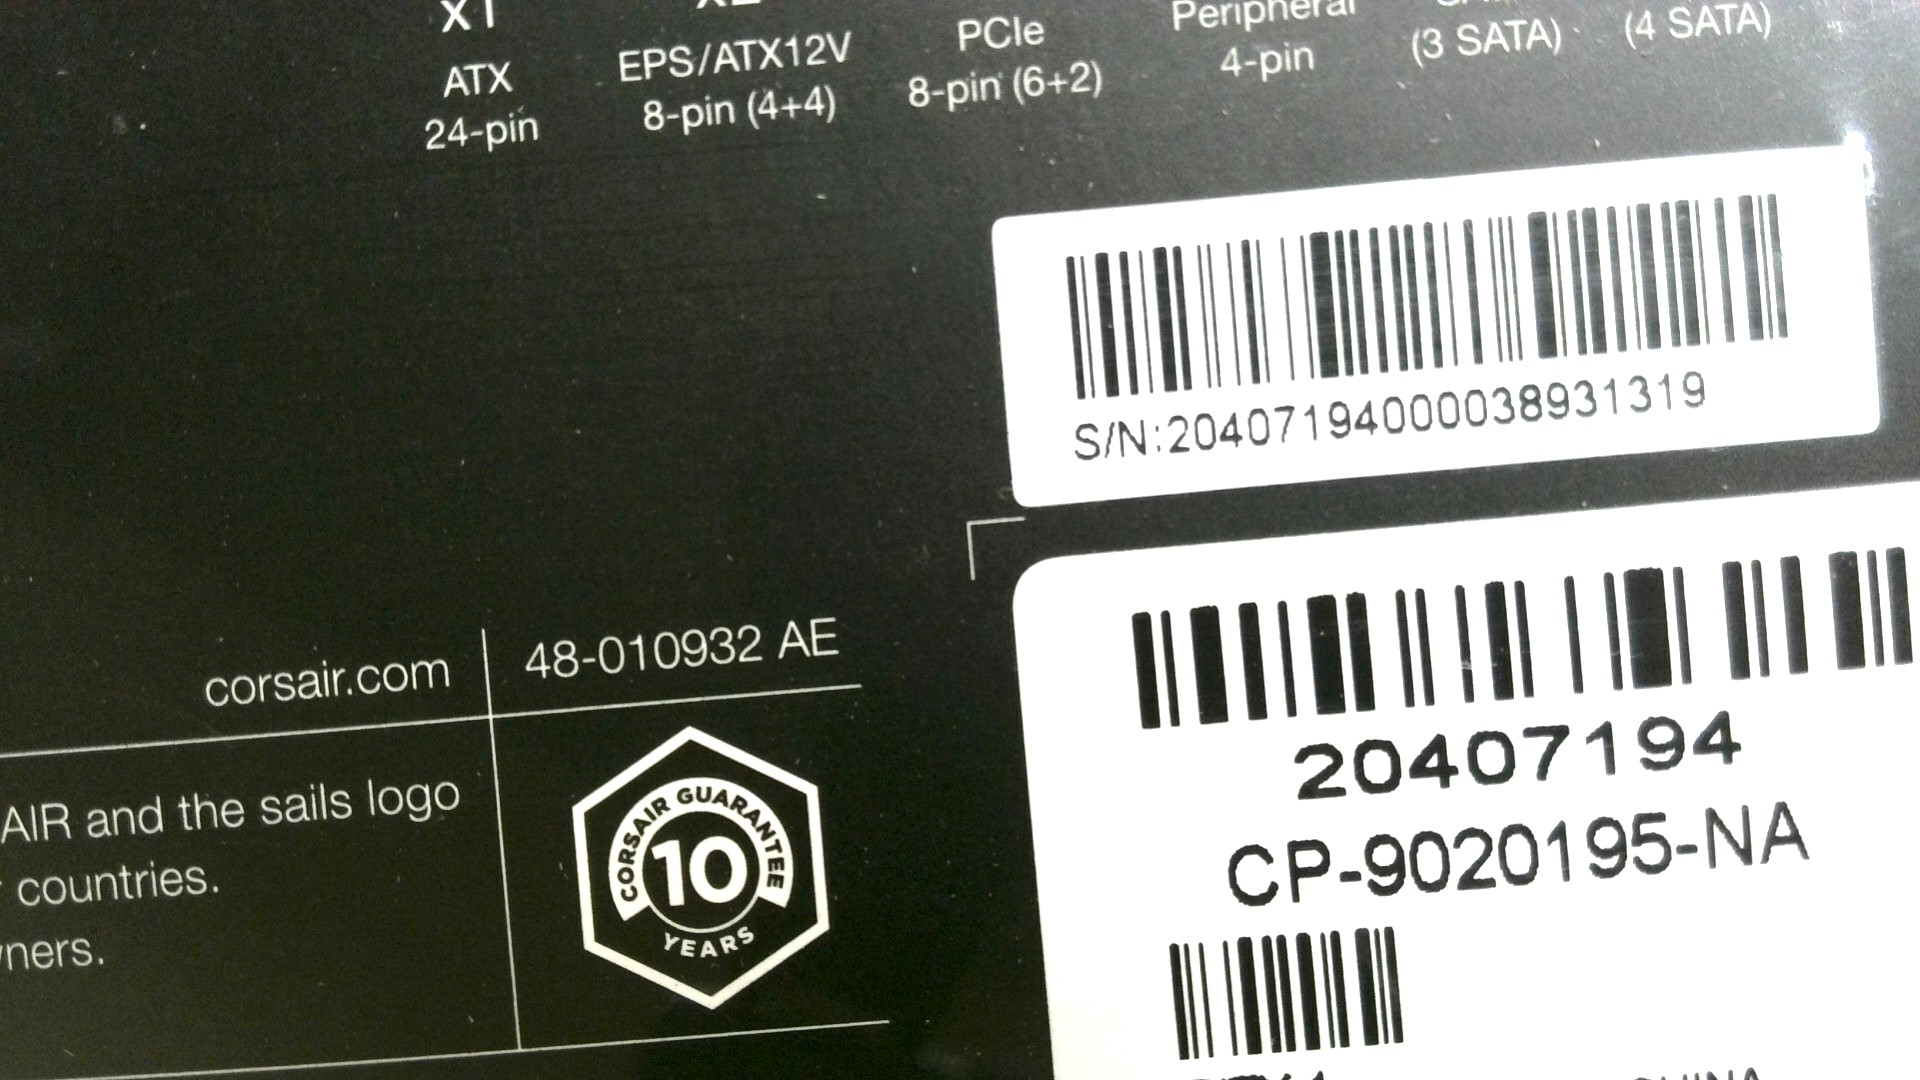 X1
ATX
24-pin
EPS/ATX12V
8-pin (4+4)
PCIe
8-pin (6+2)
Peripheral
4-pin
(3 SATA)
(4 SATA)
S/N:20407194000038931319
corsair.com
48-010932 AE
AIR and the sails logo
countries.
CORSAIR GUARANTEE
10
YEARS
20407194
CP-9020195-NA
CHINA